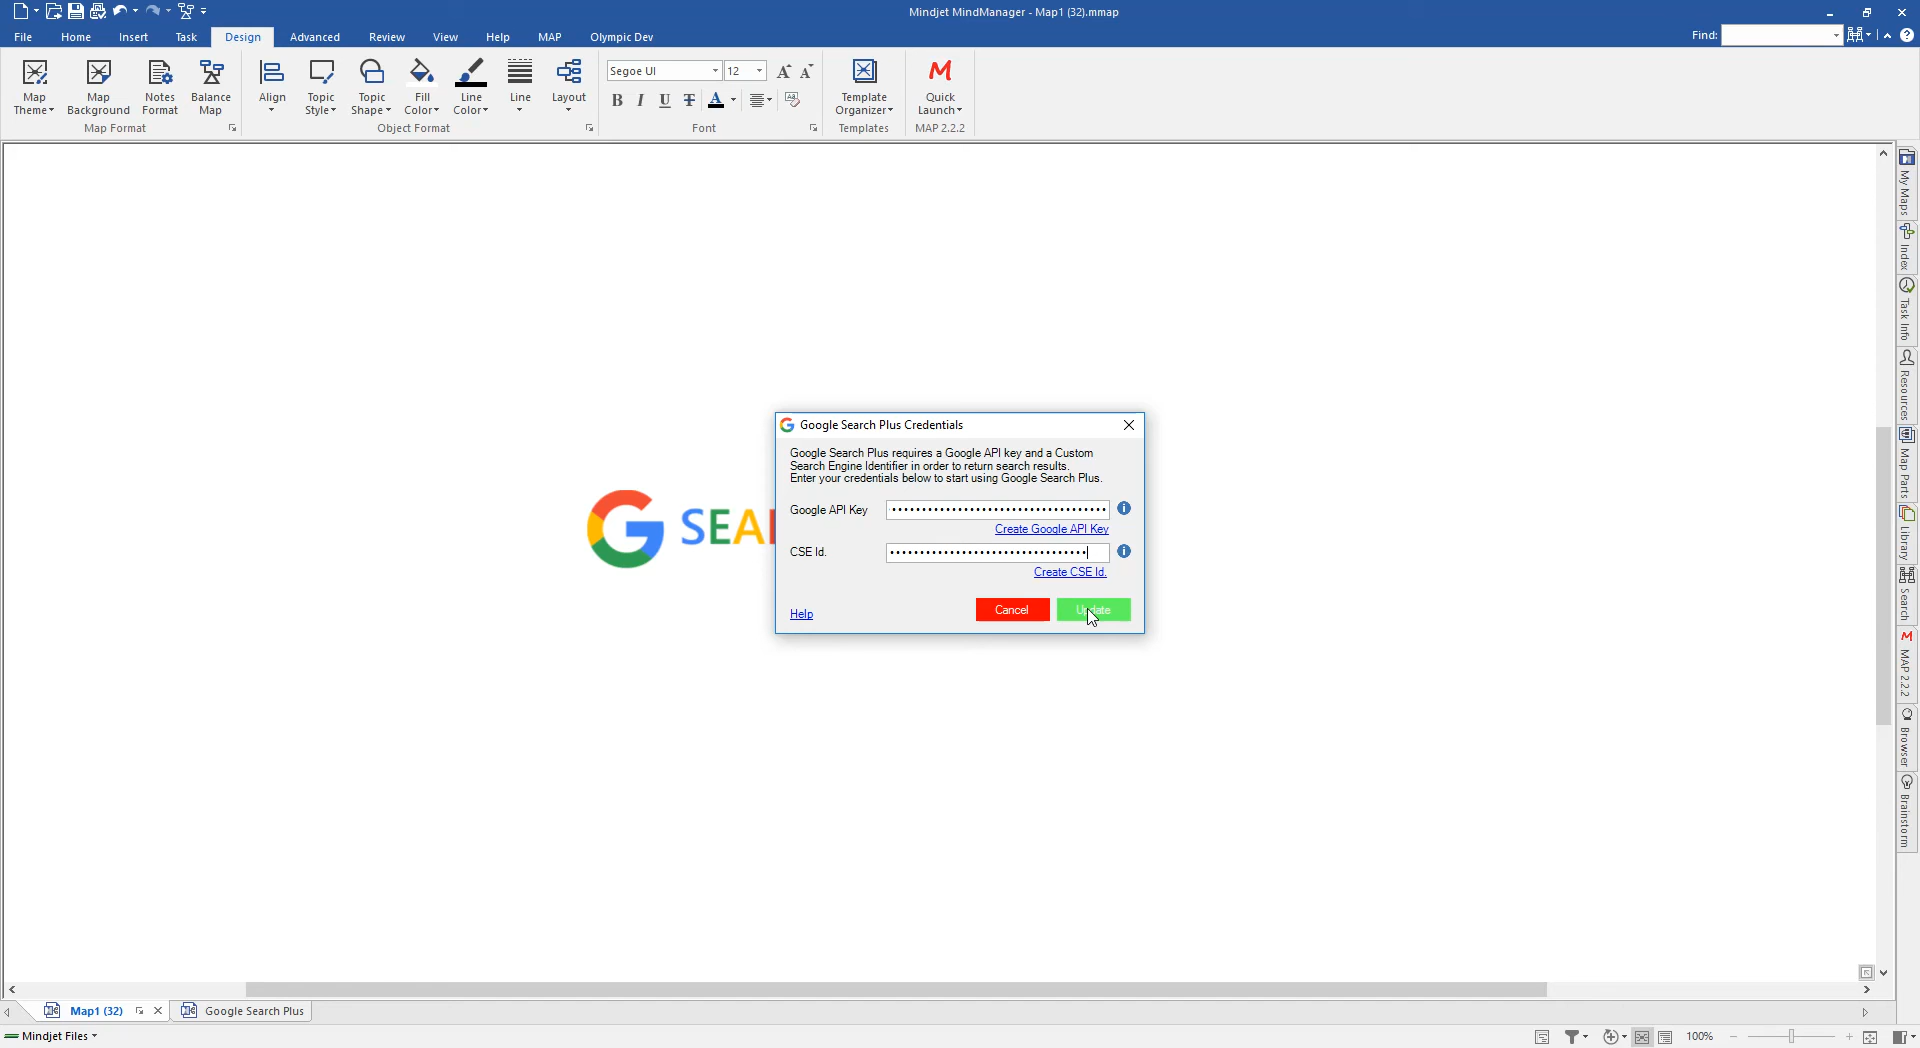 Mindjet MindManager - Map1 (32).mmap
File Home Insert Task Design Advanced Review View Help MAP Olympic Dev Find:
Map Theme
Map Background
Notes Format
Balance Map
Map Format
Align
Topic Style
Topic Shape
Fill Color
Line Color
Line
Layout
Object Format
Segoe UI 12
B I U T A
Font
Template Organizer
Templates
Quick Launch
MAP 2.2.2
My Maps
Index
Task Info
Resources
Map Parts
Library
Search
MAP 2.2.2
Browser
Brainstorm
SEA
Google Search Plus Credentials
Google Search Plus requires a Google API key and a Custom
Search Engine Identifier in order to return search results.
Enter your credentials below to start using Google Search Plus.
Google API Key
Create Google API Key
CSE Id.
Create CSE Id.
Help Cancel Update
Map1 (32) Google Search Plus
Mindjet Files 100%